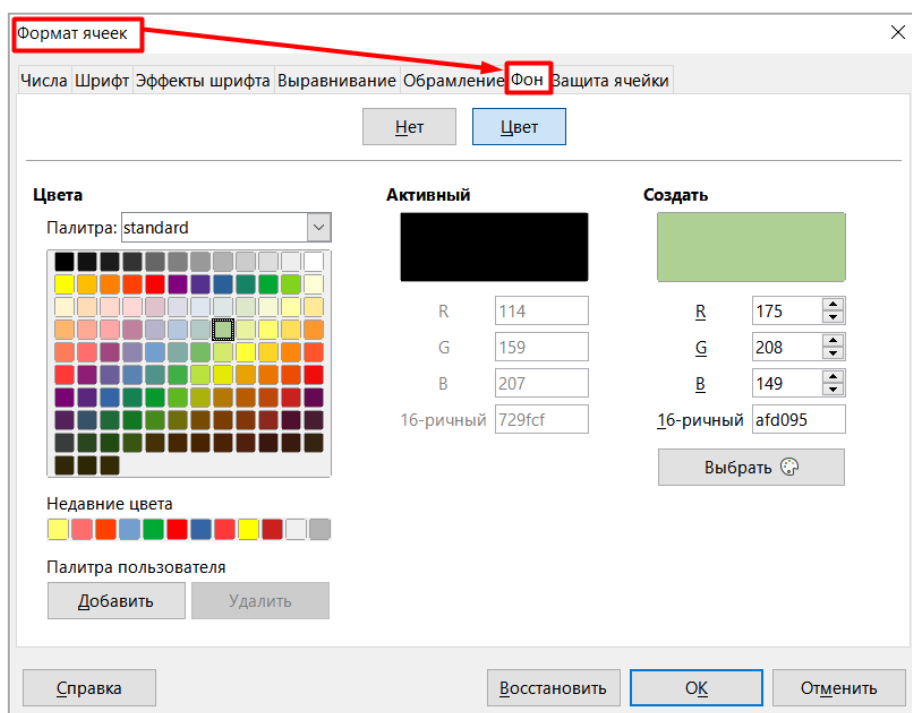 Формат ячеек
Числа Шрифт Эффекты шрифта Выравнивание Обрамление Фон Защита ячейки
Нет Цвет
Цвета Активный Создать
Палитра: standard
R 114 R 175
G 159 G 208
B 207 B 149
16-ричный 729fcf 16-ричный afd095
Выбрать
Недавние цвета
Палитра пользователя
Добавить Удалить
Справка Восстановить OK Отменить